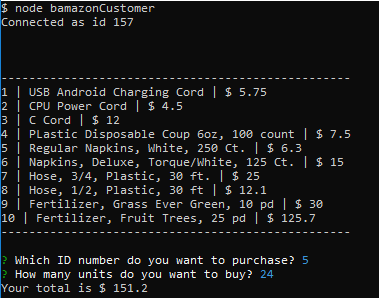 $ node bamazonCustomer
Connected as id 157
--------------------------------------------------
1 | USB Android Charging Cord | $ 5.75
2 | CPU Power Cord | $ 4.5
3 | C Cord | $ 12
4 | PLastic Disposable Coup 6oz, 100 count | $ 7.5
5 | Regular Napkins, White, 250 Ct. | $ 6.3
6 | Napkins, Deluxe, Torque/White, 125 Ct. | $ 15
7 | Hose, 3/4, Plastic, 30 ft. | $ 25
8 | Hose, 1/2, Plastic, 30 ft | $ 12.1
9 | Fertilizer, Grass Ever Green, 10 pd | $ 30
10 | Fertilizer, Fruit Trees, 25 pd | $ 125.7
--------------------------------------------------
? Which ID number do you want to purchase? 5
? How many units do you want to buy? 24
Your total is $ 151.2